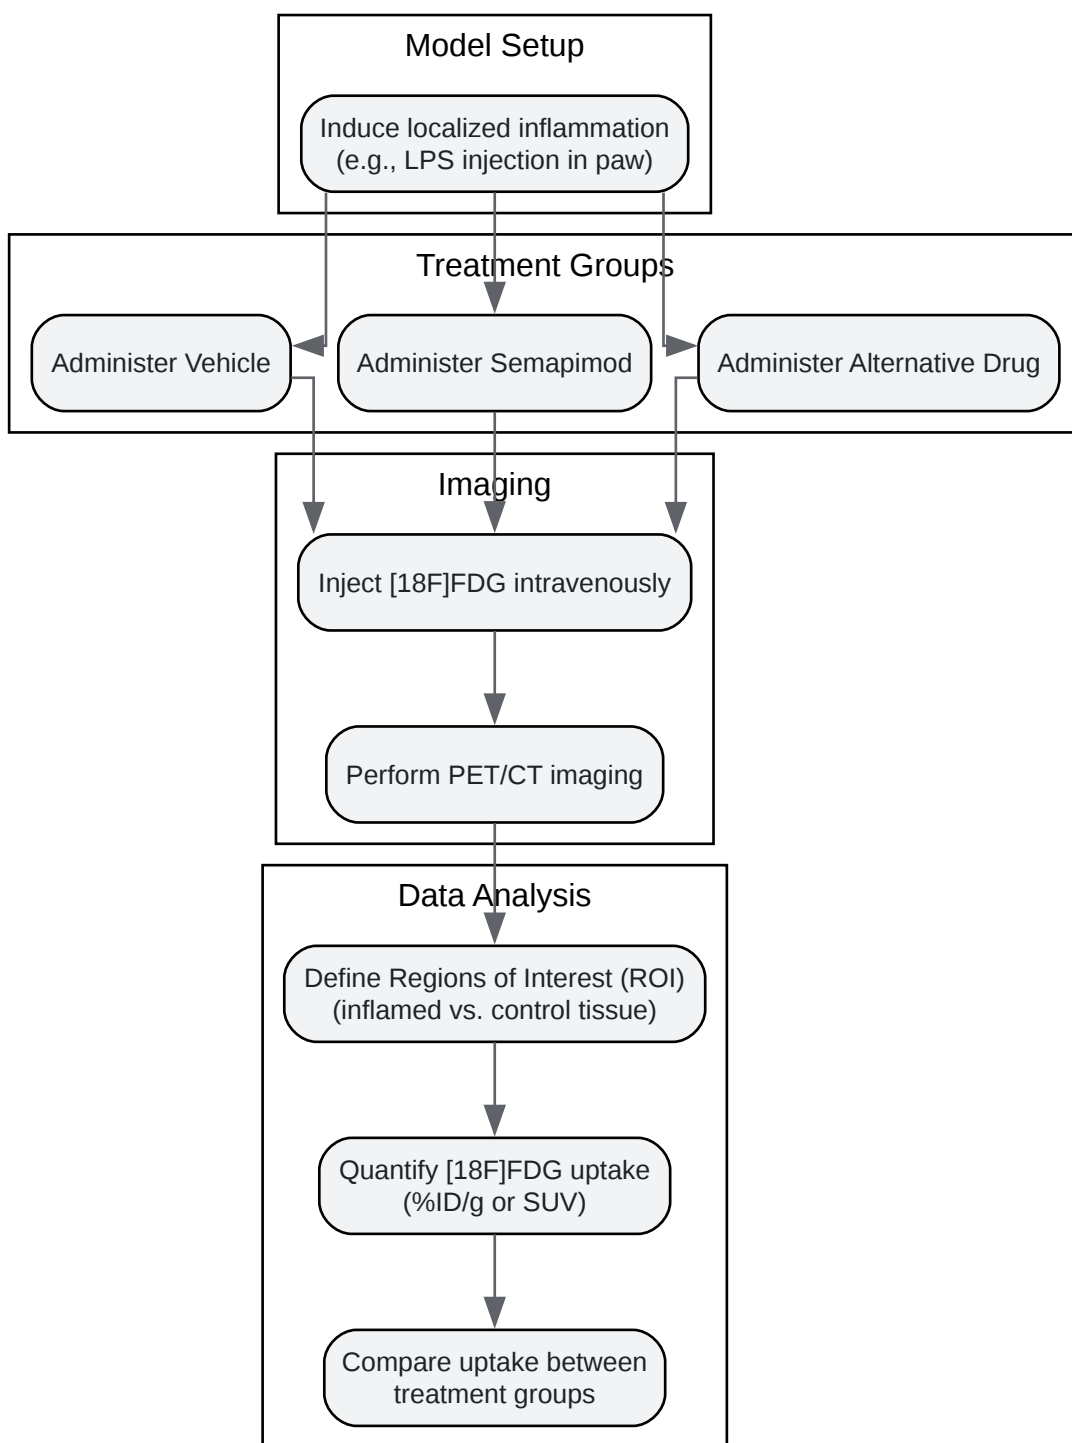 Model Setup
Induce localized inflammation
(e.g., LPS injection in paw)
Treatment Groups
Administer Vehicle
Administer Semapimod
Administer Alternative Drug
Imaging
Inject [18F]FDG intravenously
Perform PET/CT imaging
Data Analysis
Define Regions of Interest (ROI)
(inflamed vs. control tissue)
Quantify [18F]FDG uptake
(%ID/g or SUV)
Compare uptake between
treatment groups